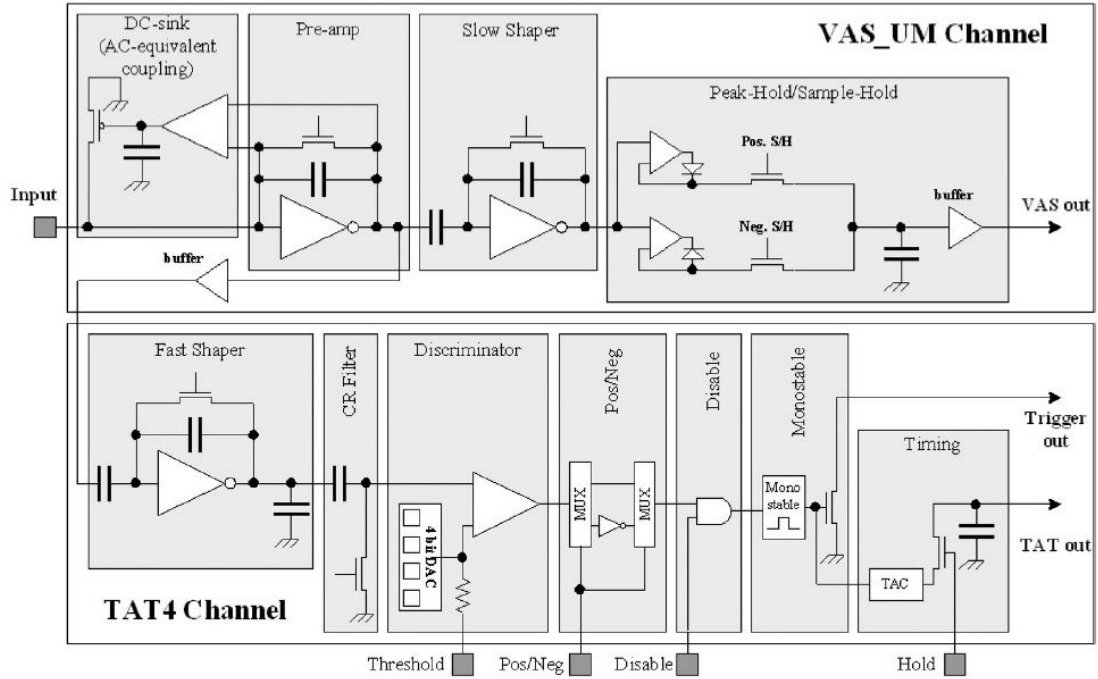 DC-sink
(AC-equivalent
coupling)
Pre-amp
Slow Shaper
VAS_UM Channel
Peak-Hold/Sample-Hold
Pos. S/H
Input
buffer
VAS out
Neg. S/H
buffer
Fast Shaper
CR Filter
Discriminator
Pos/Neg
Disable
Monostable
Trigger
out
Timing
MUX
MUX
Mono
stable
4 bit DAC
TAT out
TAC
TAT4 Channel
Threshold
Pos/Neg
Disable
Hold